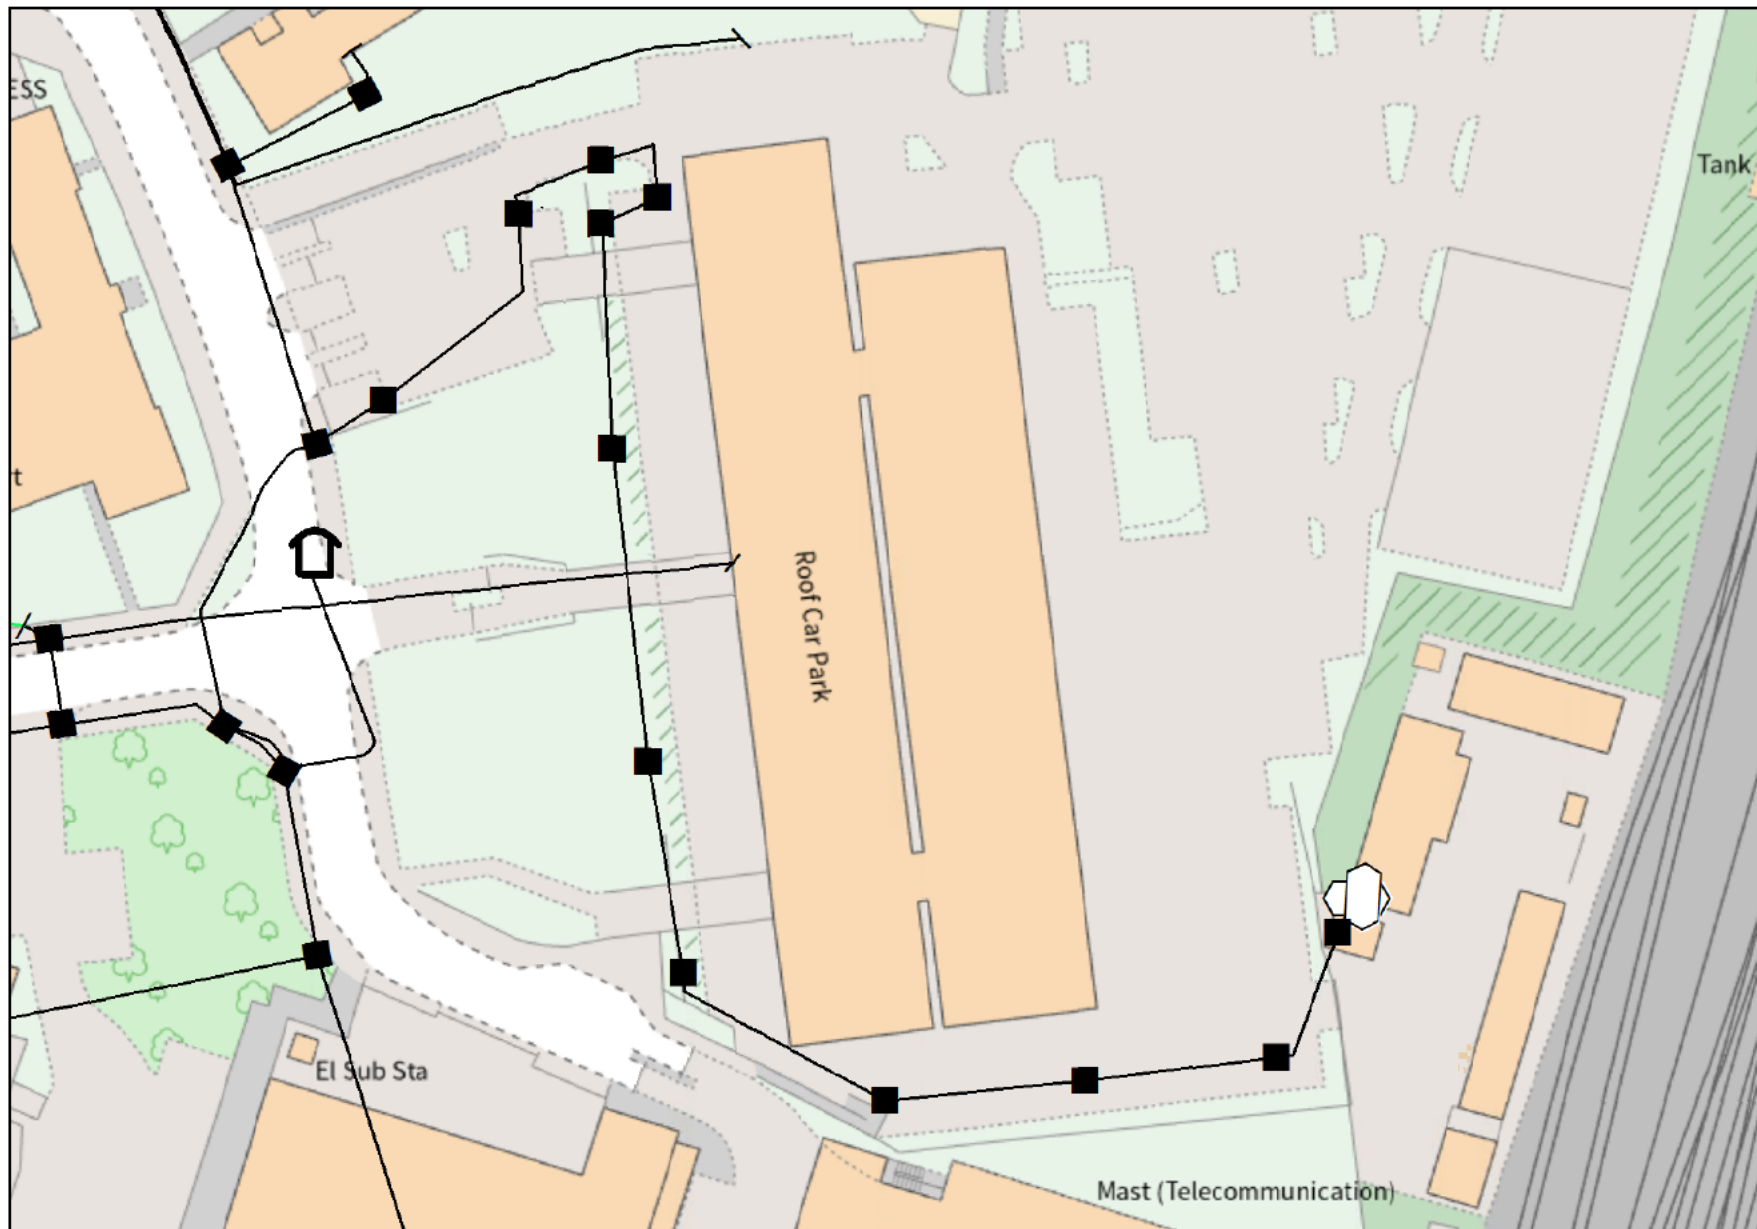 ESS
Tank
t
Roof Car Park
El Sub Sta
Mast (Telecommunication)